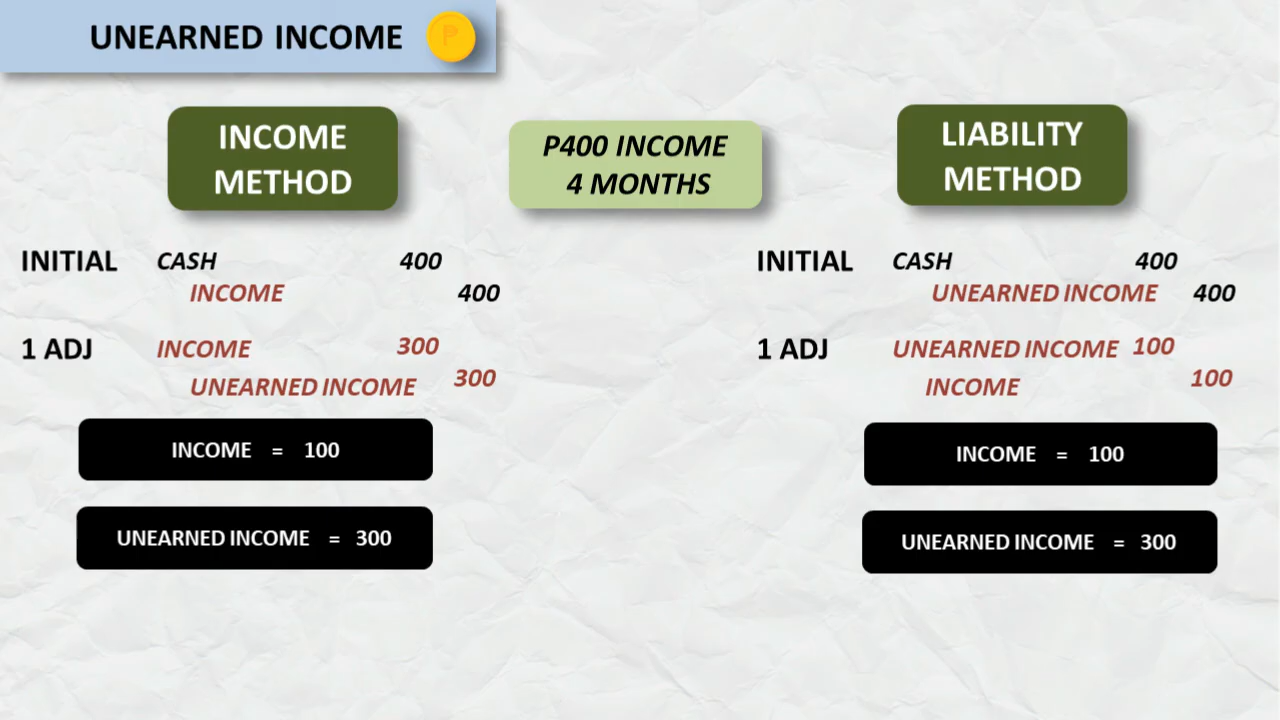 UNEARNED INCOME P
INCOME
METHOD
P400 INCOME
4 MONTHS
LIABILITY
METHOD
INITIAL CASH 400
INCOME 400
1 ADJ INCOME 300
UNEARNED INCOME 300
INCOME = 100
UNEARNED INCOME = 300
INITIAL CASH 400
UNEARNED INCOME 400
1 ADJ UNEARNED INCOME 100
INCOME 100
INCOME = 100
UNEARNED INCOME = 300